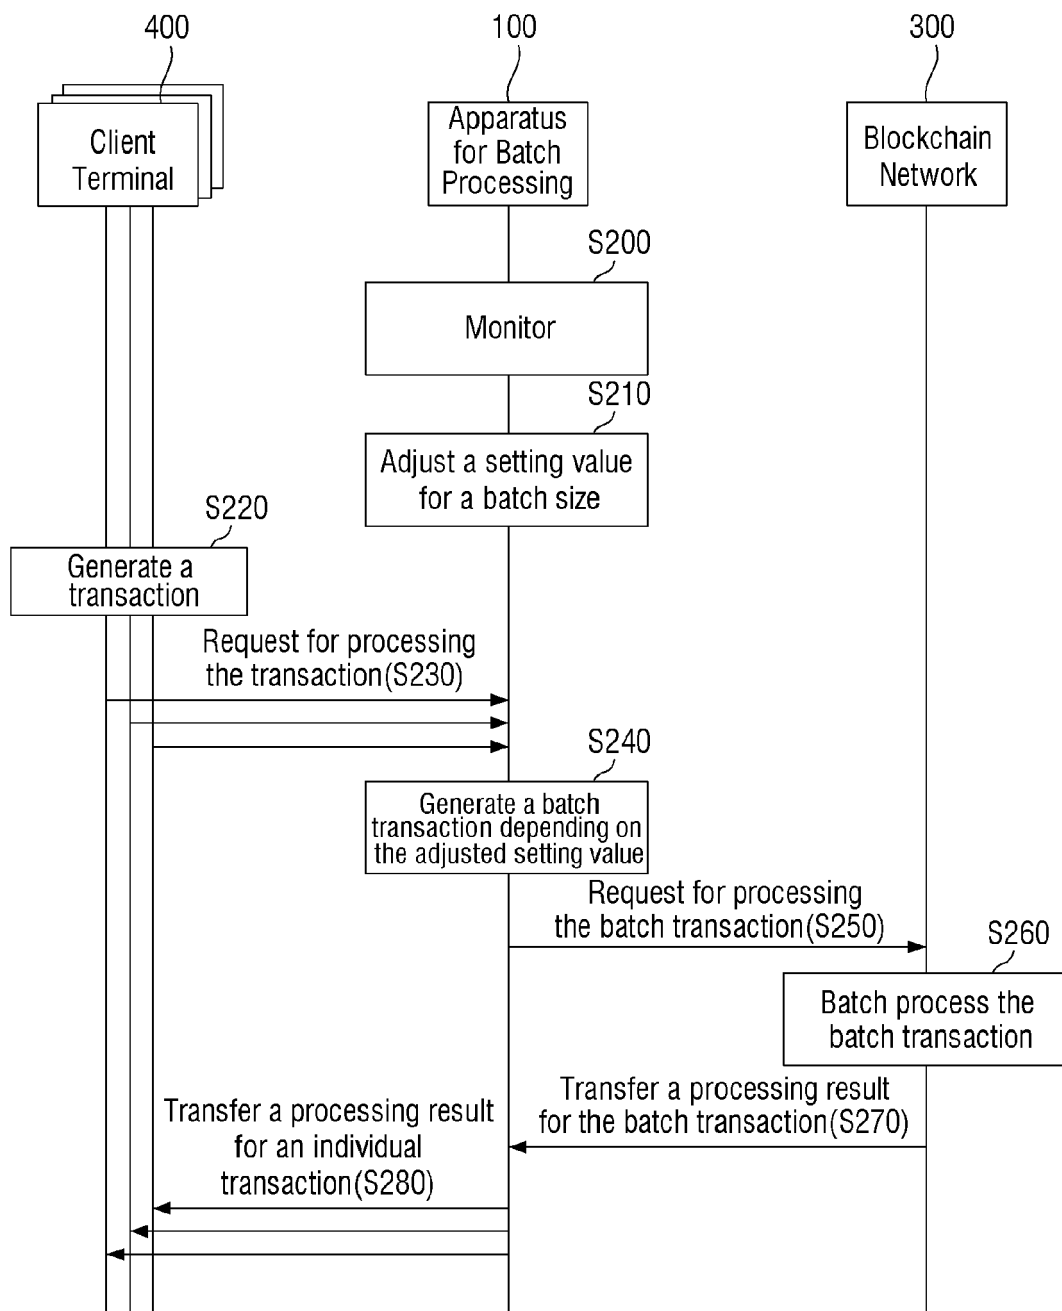 400
100
300
Client
Terminal
Apparatus
for Batch
Processing
Blockchain
Network
S200
Monitor
S210
Adjust a setting value
for a batch size
S220
Generate a
transaction
Request for processing
the transaction(S230)
S240
Generate a batch
transaction depending on
the adjusted setting value
Request for processing
the batch transaction(S250)
S260
Batch process the
batch transaction
Transfer a processing result
for the batch transaction(S270)
Transfer a processing result
for an individual
transaction(S280)